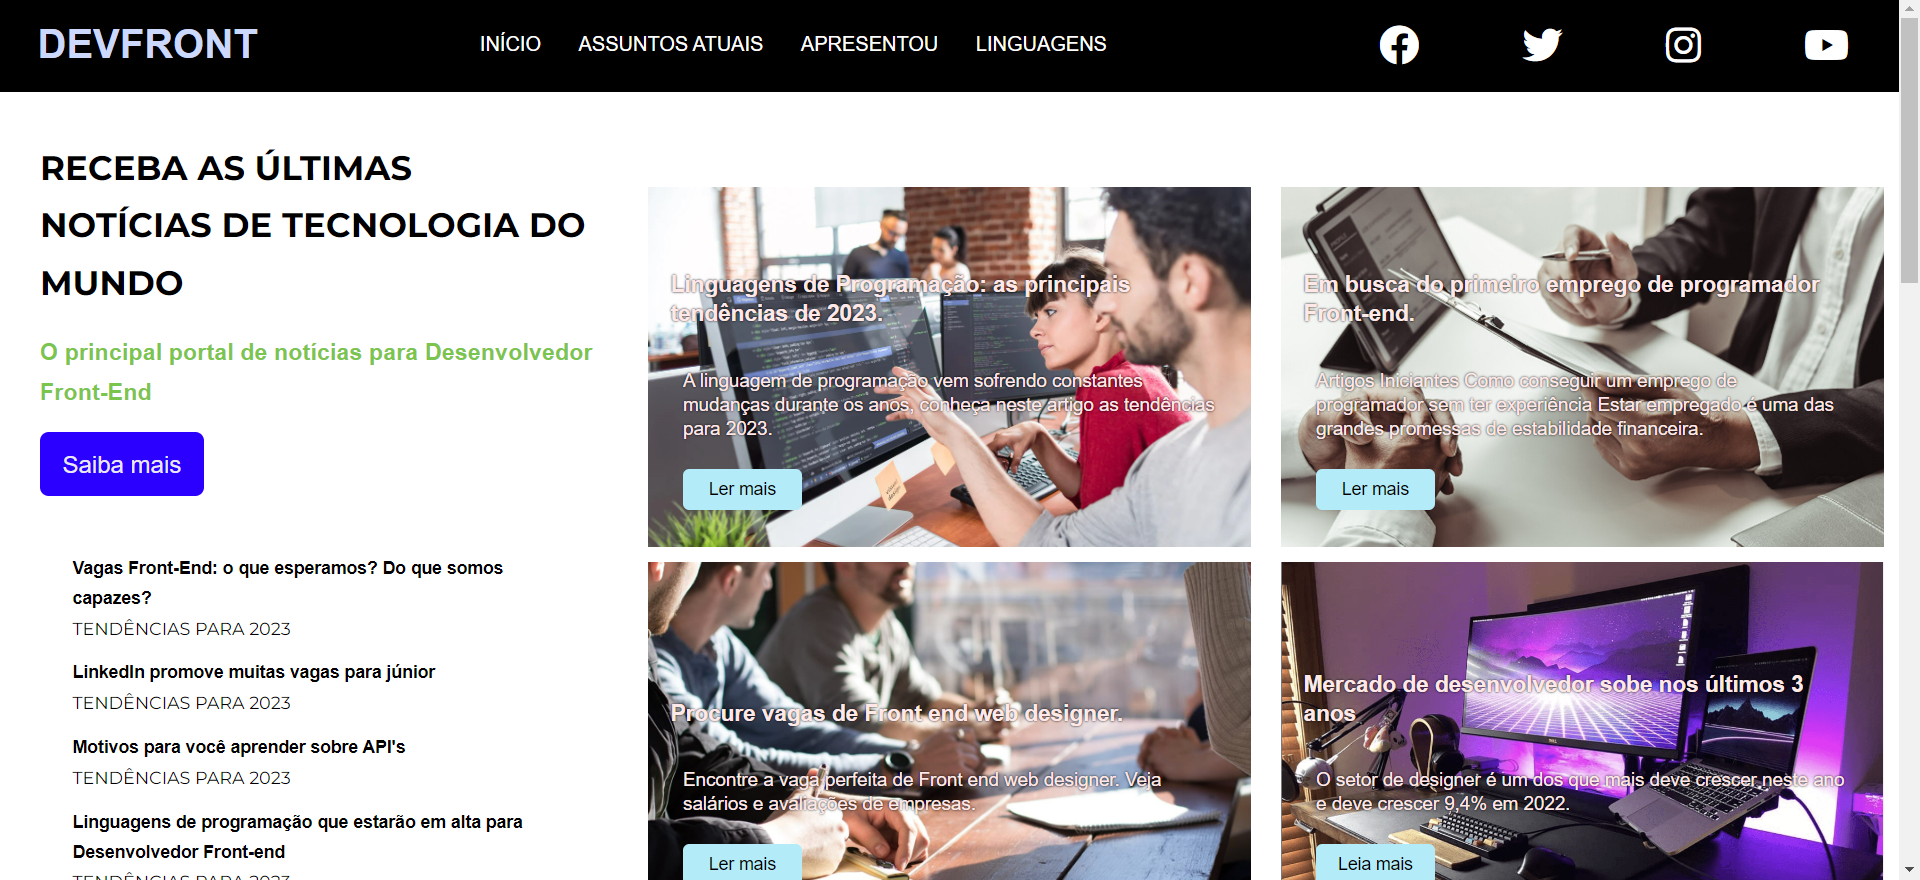 DEVFRONT
INÍCIO
ASSUNTOS ATUAIS
APRESENTOU
LINGUAGENS
RECEBA AS ÚLTIMAS
NOTÍCIAS DE TECNOLOGIA DO
MUNDO
O principal portal de notícias para Desenvolvedor
Front-End
Saiba mais
Vagas Front-End: o que esperamos? Do que somos
capazes?
TENDÊNCIAS PARA 2023
LinkedIn promove muitas vagas para júnior
TENDÊNCIAS PARA 2023
Motivos para você aprender sobre API's
TENDÊNCIAS PARA 2023
Linguagens de programação que estarão em alta para
Desenvolvedor Front-end
TENDÊNCIAS PARA 2023
Linguagens de Programação: as principais
tendências de 2023.
A linguagem de programação vem sofrendo constantes
mudanças durante os anos, conheça neste artigo as tendências
para 2023.
Ler mais
Em busca do primeiro emprego de programador
Front-end.
Artigos Iniciantes Como conseguir um emprego de
programador sem ter experiência Estar empregado é uma das
grandes promessas de estabilidade financeira.
Ler mais
Procure vagas de Front end web designer.
Encontre a vaga perfeita de Front end web designer. Veja
salários e avaliações de empresas.
Ler mais
Mercado de desenvolvedor sobe nos últimos 3
anos
O setor de designer é um dos que mais deve crescer neste ano
e deve crescer 9,4% em 2022.
Leia mais